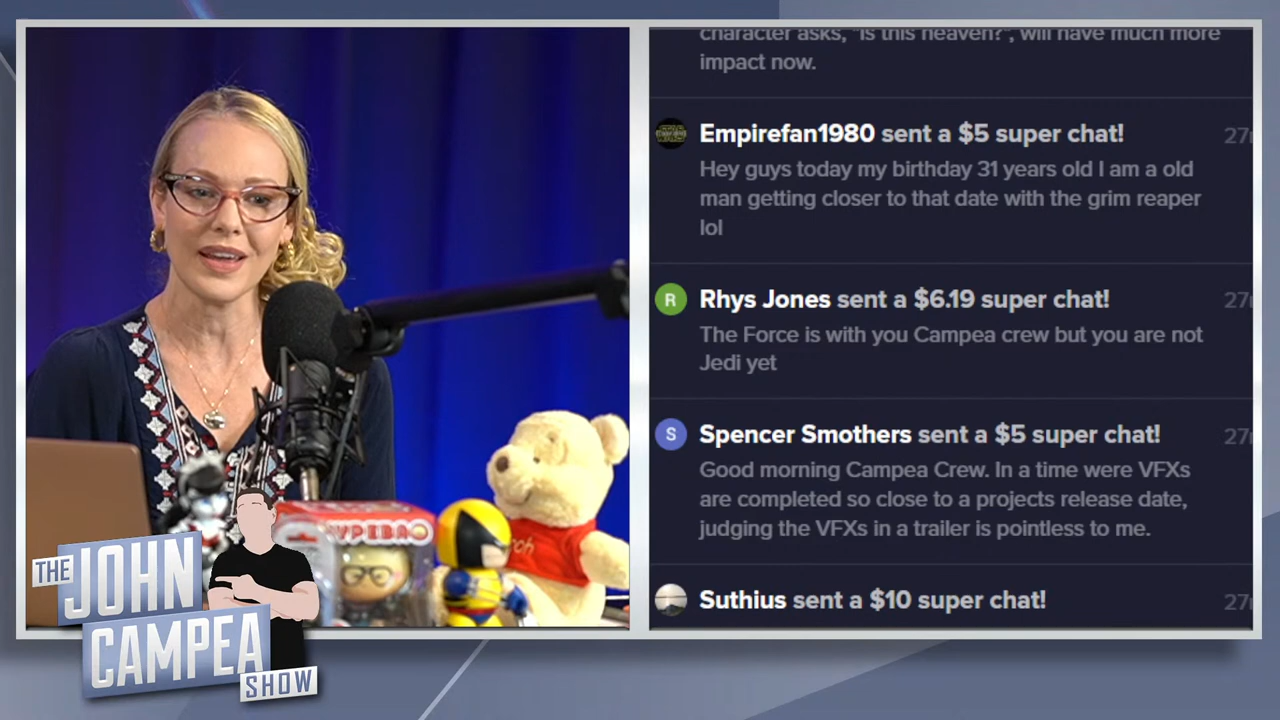 character asks, "Is this heaven?", will have much more
impact now.
Empirefan1980 sent a $5 super chat!
27
Hey guys today my birthday 31 years old I am a old
man getting closer to that date with the grim reaper
lol
Rhys Jones sent a $6.19 super chat!
27
The Force is with you Campea crew but you are not
Jedi yet
Spencer Smothers sent a $5 super chat!
27
Good morning Campea Crew. In a time were VFXs
are completed so close to a projects release date,
judging the VFXs in a trailer is pointless to me.
Suthius sent a $10 super chat!
27
R
S
THE
JOHN
CAMPEA
SHOW